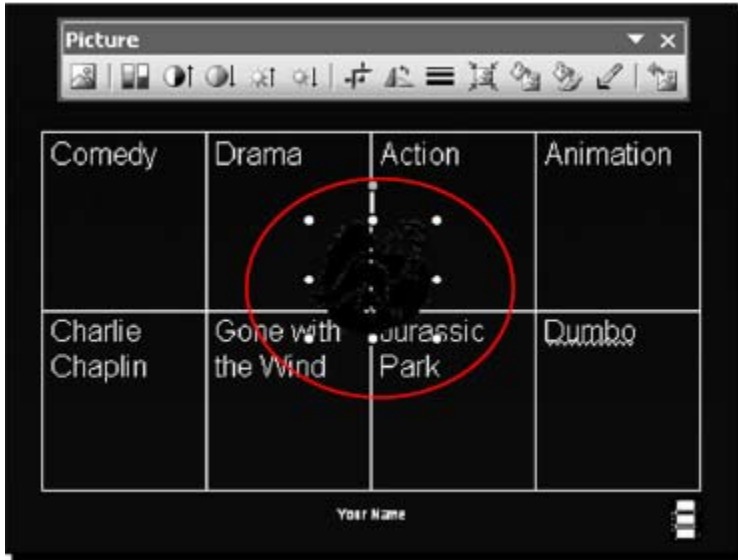 Picture
Comedy
Drama
Action
Animation
Charlie
Chaplin
Gone with
the Wind
Jurassic
Park
Dumbo
Your Name